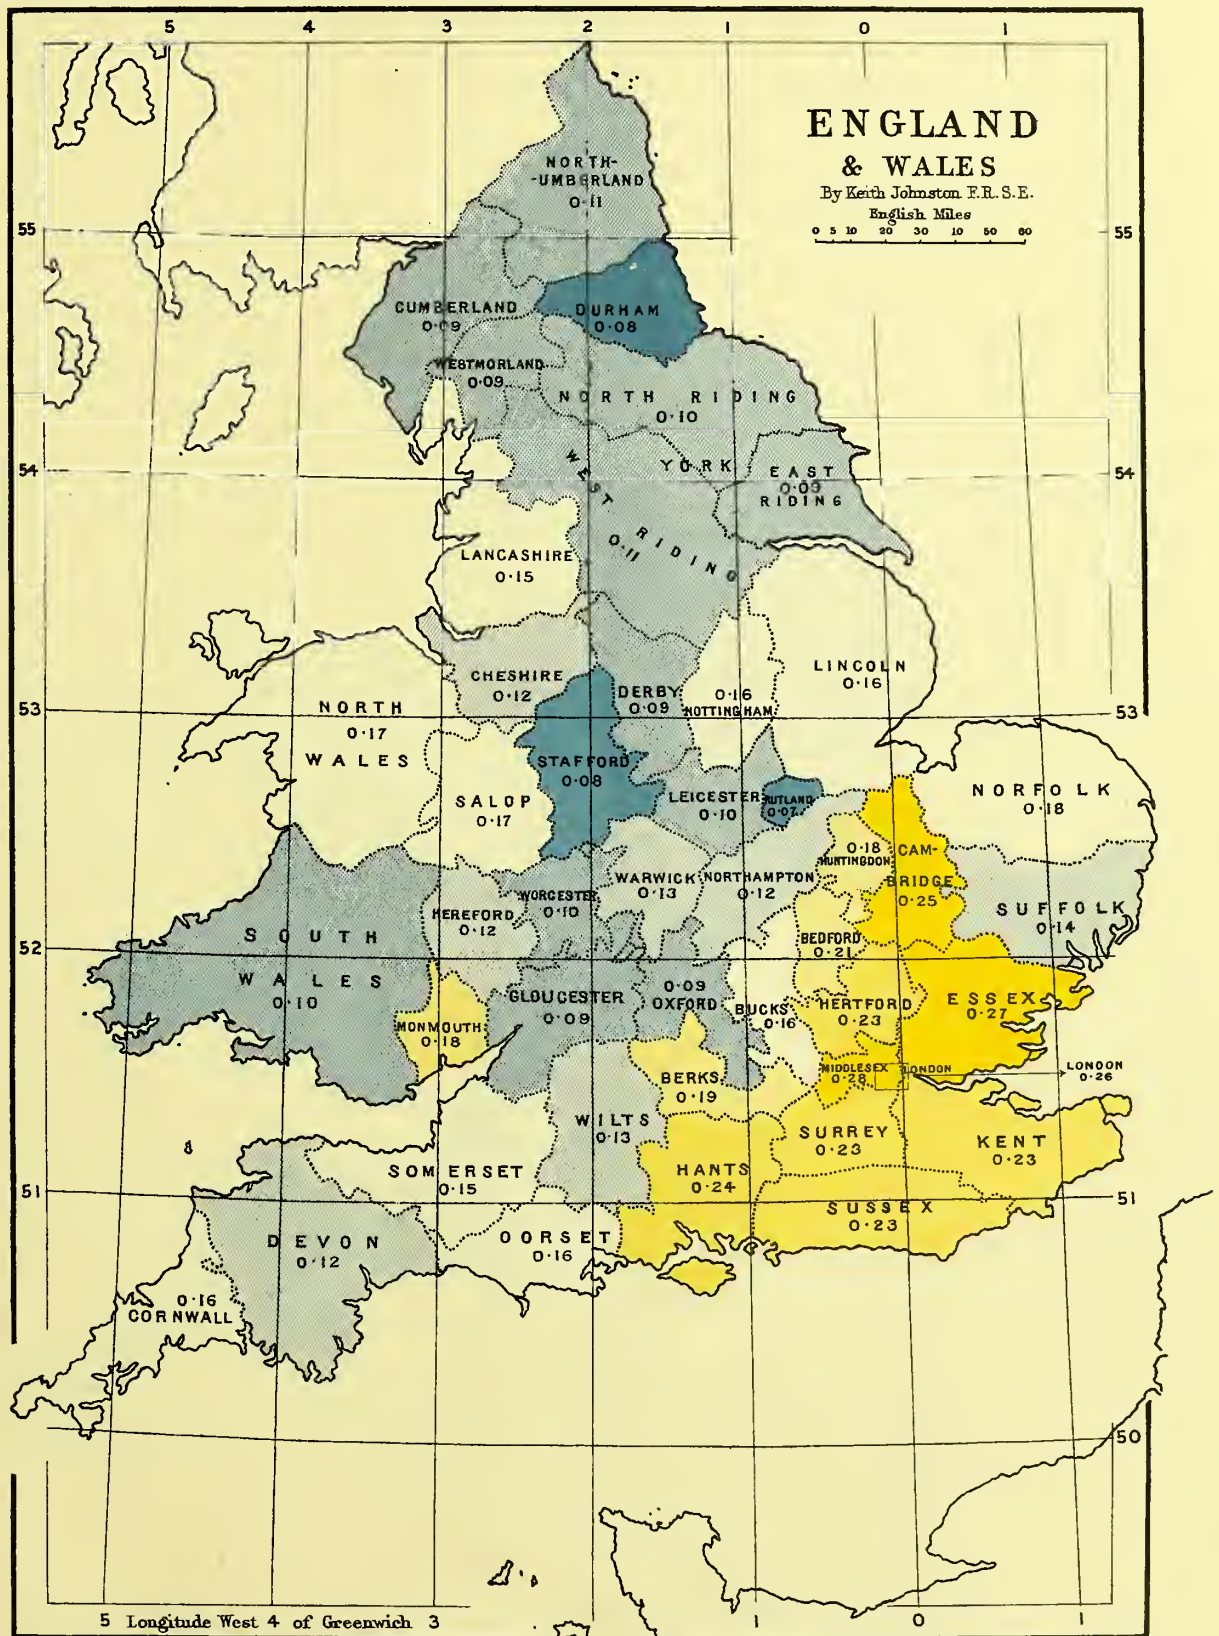 5 4 3 2 1 0 1
ENGLAND
& WALES
By Keith Johnston F.R.S.E.
English Miles
0 5 10 20 30 10 50 60
NORTH-
-UMBERLAND
0·11
55 55
CUMBERLAND
0·09
DURHAM
0·08
WESTMORLAND
0·09
NORTH RIDING
0·10
54 54
WEST RIDING
0·11
YORK
EAST
0·09
RIDING
LANCASHIRE
0·15
LINCOLN
0·16
CHESHIRE
0·12
DERBY
0·09
0·16
NOTTINGHAM
53 53
NORTH
0·17
WALES
STAFFORD
0·08
SALOP
0·17
LEICESTER
0·10
RUTLAND
0·07
NORFOLK
0·18
0·18
HUNTINGDON
CAM-
BRIDGE
0·25
WARWICK
0·13
NORTHAMPTON
0·12
WORCESTER
0·10
HEREFORD
0·12
SUFFOLK
0·14
52 52
SOUTH
WALES
0·10
BEDFORD
0·21
GLOUCESTER
0·09
0·09
OXFORD
BUCKS
0·16
HERTFORD
0·23
ESSEX
0·27
MONMOUTH
0·18
MIDDLESEX
0·28
LONDON
LONDON
0·26
BERKS
0·19
WILTS
0·13
SURREY
0·23
KENT
0·23
SOMERSET
0·15
HANTS
0·24
51 51
SUSSEX
0·23
DEVON
0·12
DORSET
0·16
0·16
CORNWALL
50
5 Longitude West 4 of Greenwich 3 1 0 1